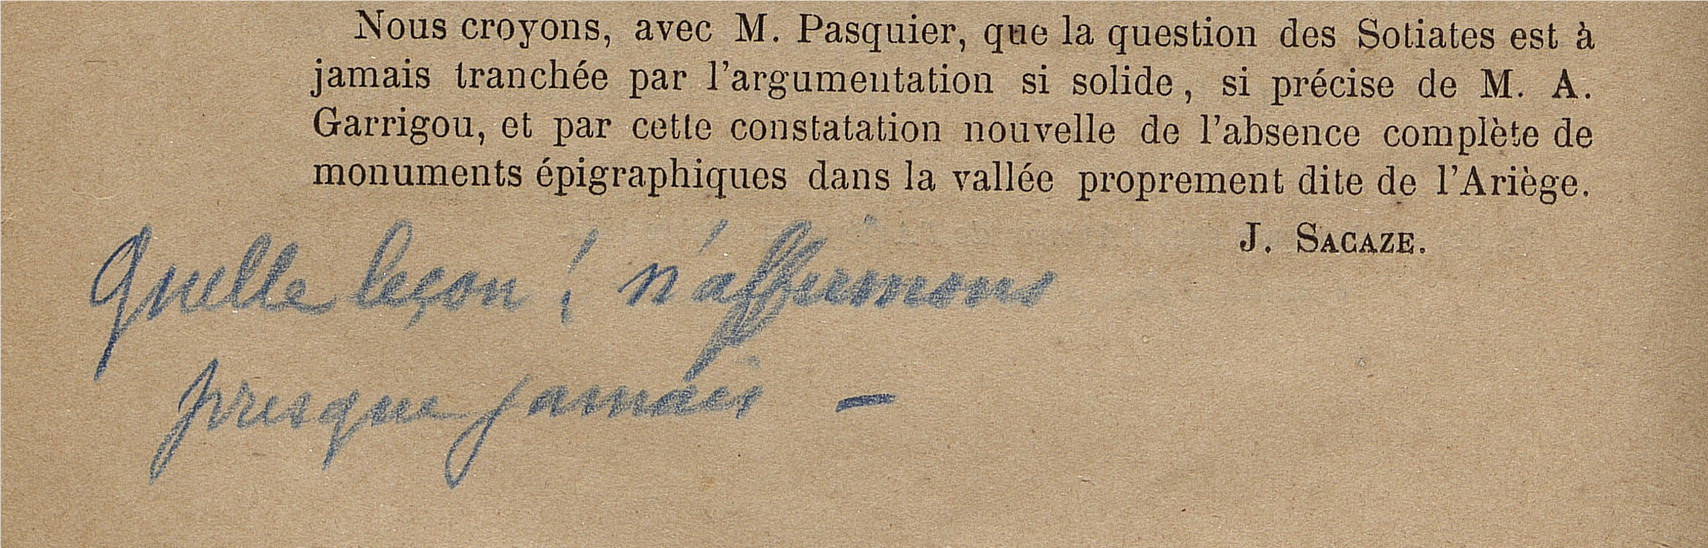 Nous croyons, avec M. Pasquier, que la question des Sotiates est à
jamais tranchée par l'argumentation si solide, si précise de M. A.
Garrigou, et par cette constatation nouvelle de l'absence complète de
monuments épigraphiques dans la vallée proprement dite de l'Ariège.
J. SACAZE.
Quelle leçon ! n'affirmons
presque jamais –